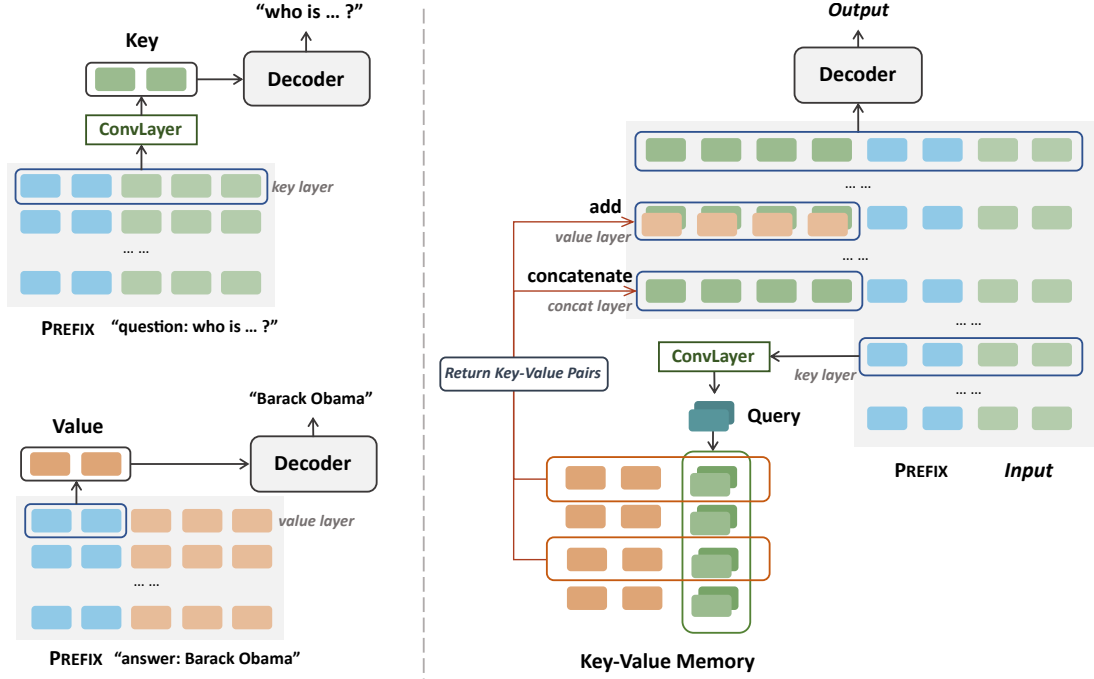 “who is ... ?”
Key
Decoder
ConvLayer
key layer
... ...
PREFIX “question: who is ... ?”
“Barack Obama”
Value
Decoder
value layer
... ...
PREFIX “answer: Barack Obama”
Output
Decoder
... ...
add
value layer
... ...
concatenate
concat layer
... ...
ConvLayer
key layer
Return Key-Value Pairs
... ...
Query
PREFIX Input
Key-Value Memory